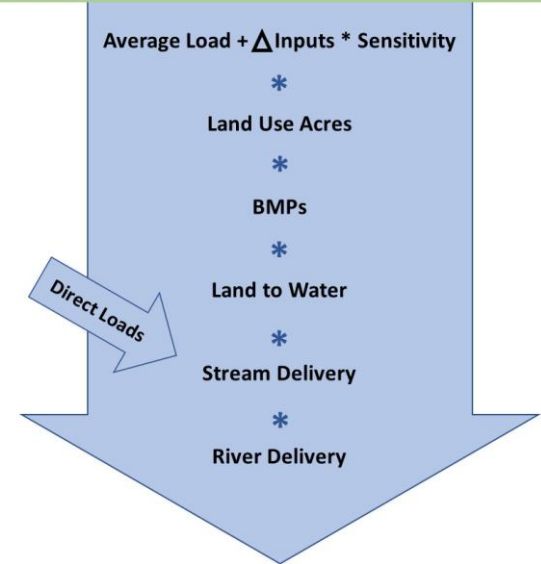 Average Load + Δ Inputs * Sensitivity
*
Land Use Acres
*
BMPs
*
Land to Water
Direct Loads
*
Stream Delivery
*
River Delivery